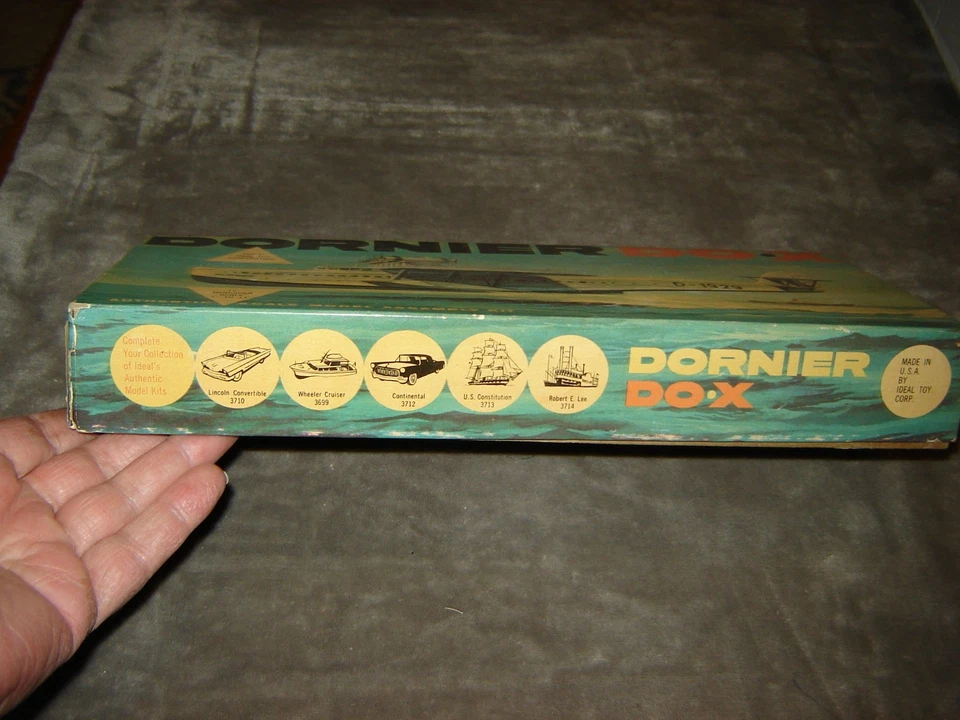 DORNIER DO·X
D-1929
Complete
Your Collection
of Ideal's
Authentic
Model Kits
Lincoln Convertible
3710
Wheeler Cruiser
3699
Continental
3712
U.S. Constitution
3713
Robert E. Lee
3714
DORNIER
DO·X
MADE IN
U.S.A.
BY
IDEAL TOY
CORP.